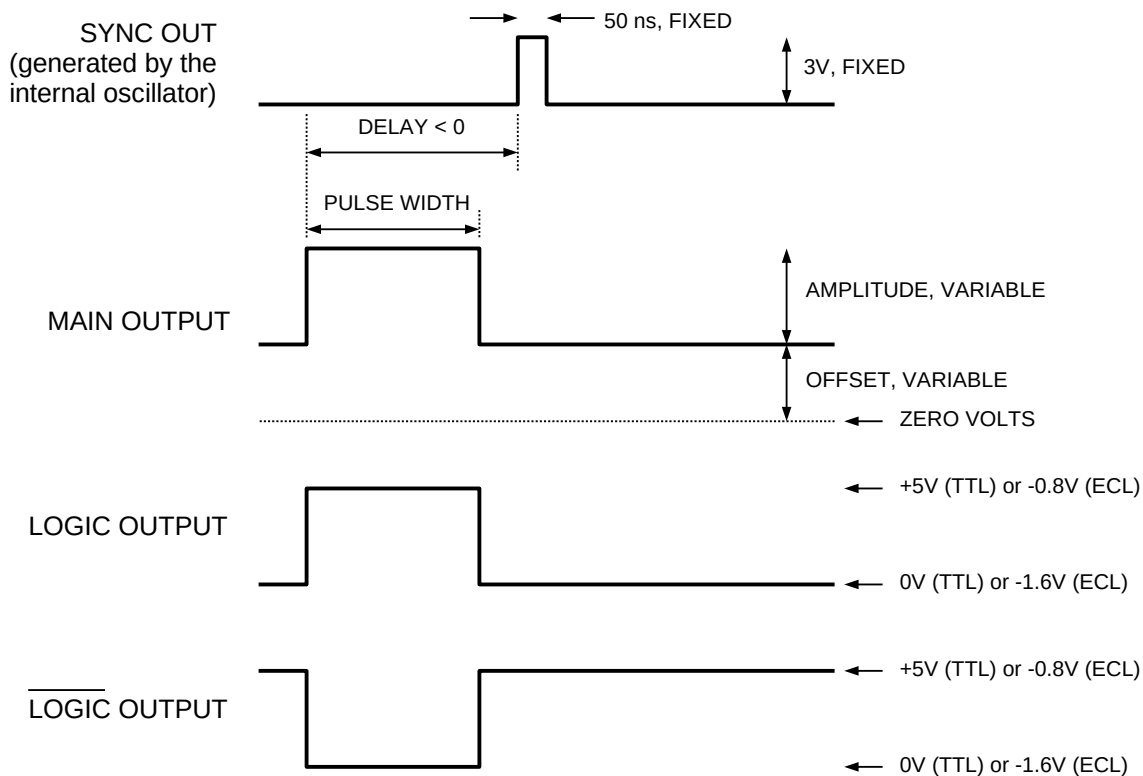 50 ns, FIXED
SYNC OUT
(generated by the
internal oscillator)
3V, FIXED
DELAY < 0
PULSE WIDTH
AMPLITUDE, VARIABLE
MAIN OUTPUT
OFFSET, VARIABLE
ZERO VOLTS
+5V (TTL) or -0.8V (ECL)
LOGIC OUTPUT
0V (TTL) or -1.6V (ECL)
+5V (TTL) or -0.8V (ECL)
LOGIC OUTPUT
0V (TTL) or -1.6V (ECL)